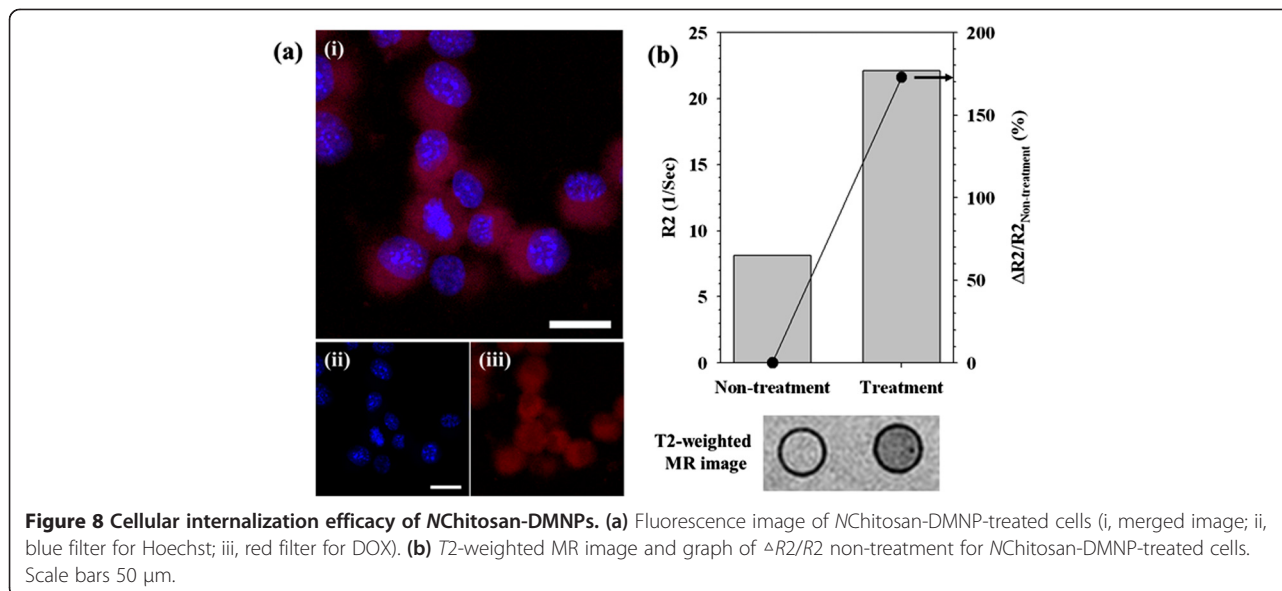 (a)
(i)
(ii)
(iii)
(b)
25
20
15
10
5
0
R2 (1/Sec)
200
150
100
50
0
ΔR2/R2Non-treatment (%)
Non-treatment
Treatment
T2-weighted
MR image
Figure 8 Cellular internalization efficacy of NChitosan-DMNPs. (a) Fluorescence image of NChitosan-DMNP-treated cells (i, merged image; ii,
blue filter for Hoechst; iii, red filter for DOX). (b) T2-weighted MR image and graph of △R2/R2 non-treatment for NChitosan-DMNP-treated cells.
Scale bars 50 μm.